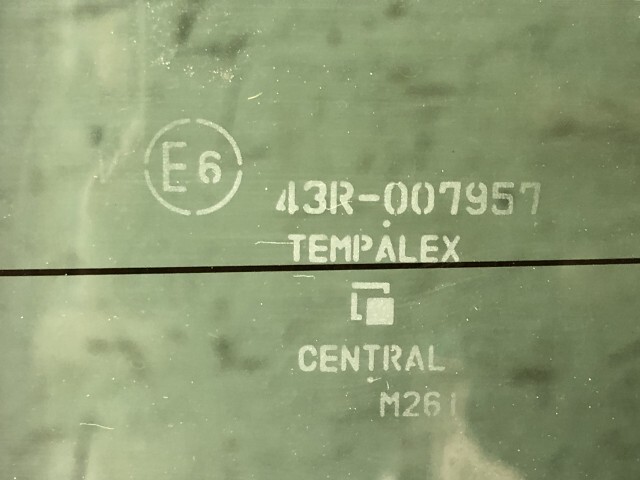 E6
43R-007957
TEMPALEX
CENTRAL
M261